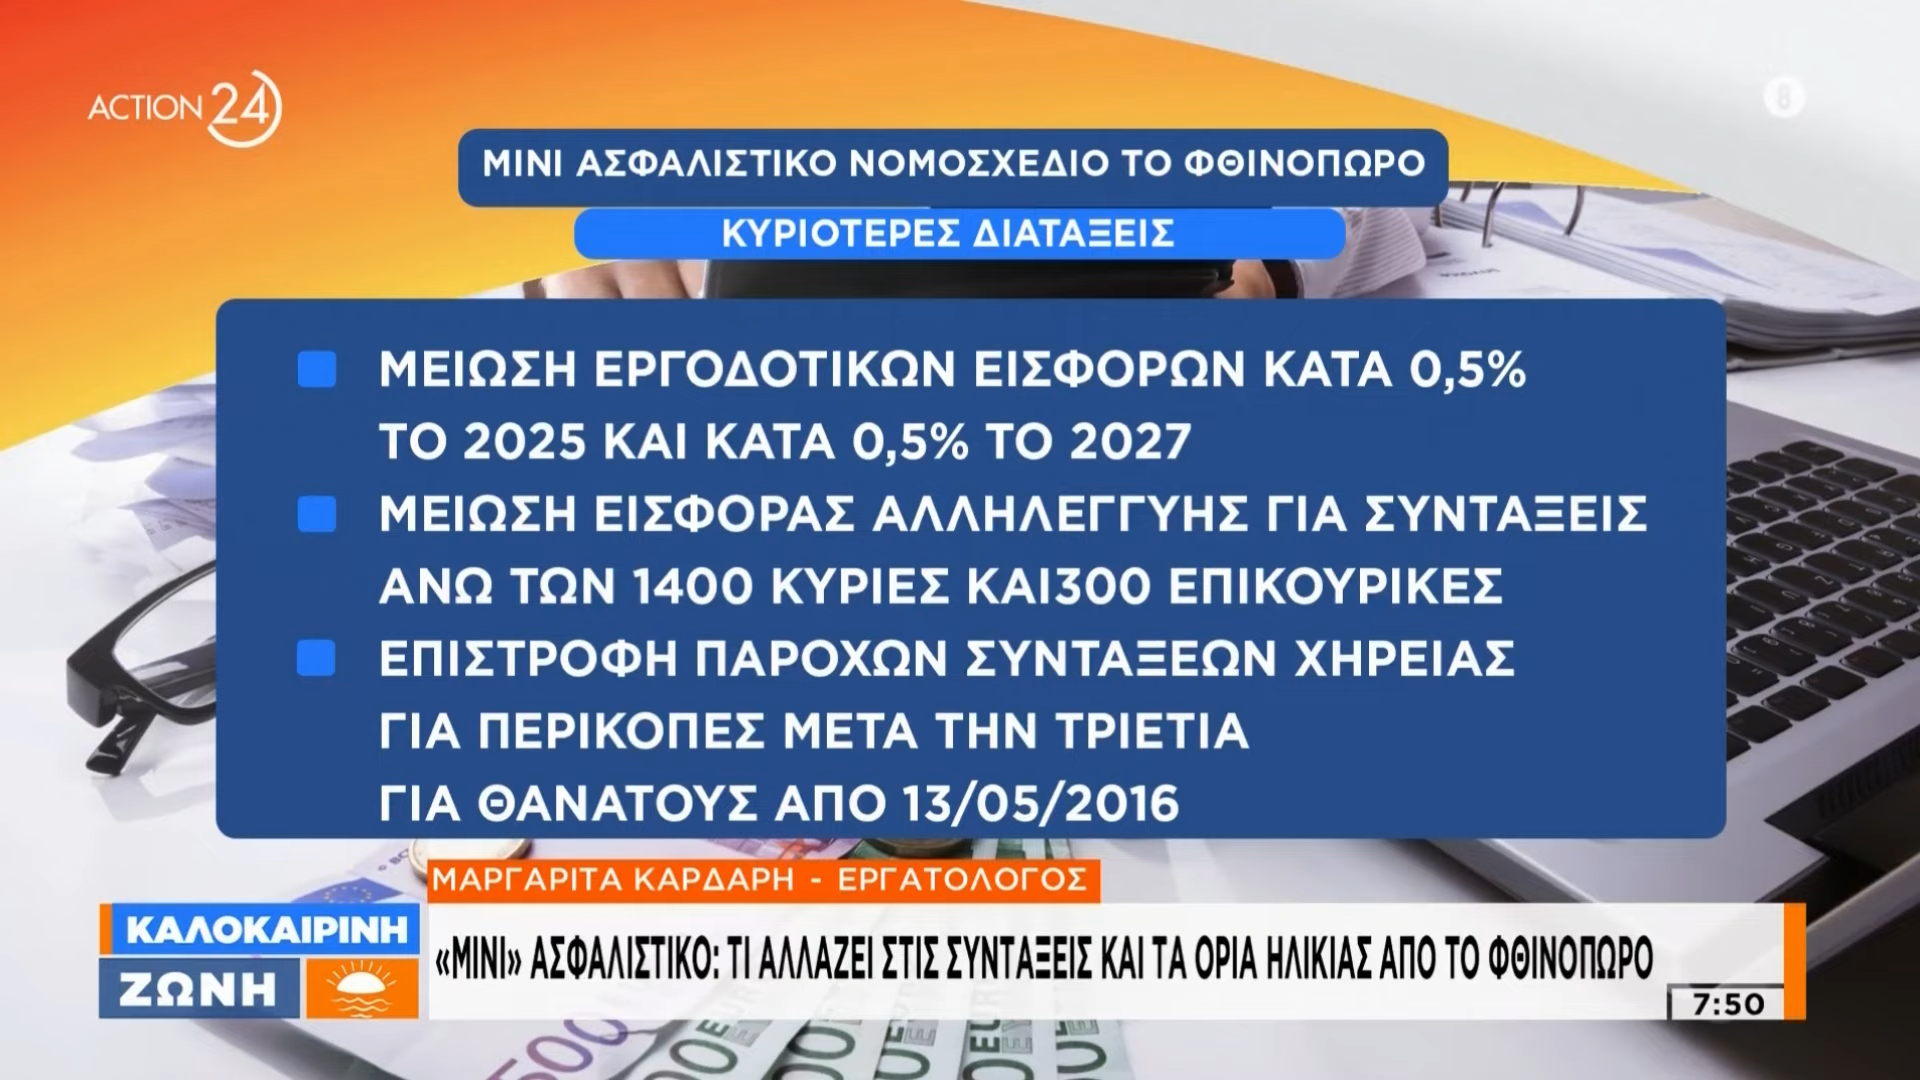 ACTION 24
8
ΜΙΝΙ ΑΣΦΑΛΙΣΤΙΚΟ ΝΟΜΟΣΧΕΔΙΟ ΤΟ ΦΘΙΝΟΠΩΡΟ
ΚΥΡΙΟΤΕΡΕΣ ΔΙΑΤΑΞΕΙΣ
ΜΕΙΩΣΗ ΕΡΓΟΔΟΤΙΚΩΝ ΕΙΣΦΟΡΩΝ ΚΑΤΑ 0,5%
ΤΟ 2025 ΚΑΙ ΚΑΤΑ 0,5% ΤΟ 2027
ΜΕΙΩΣΗ ΕΙΣΦΟΡΑΣ ΑΛΛΗΛΕΓΓΥΗΣ ΓΙΑ ΣΥΝΤΑΞΕΙΣ
ΑΝΩ ΤΩΝ 1400 ΚΥΡΙΕΣ ΚΑΙ300 ΕΠΙΚΟΥΡΙΚΕΣ
ΕΠΙΣΤΡΟΦΗ ΠΑΡΟΧΩΝ ΣΥΝΤΑΞΕΩΝ ΧΗΡΕΙΑΣ
ΓΙΑ ΠΕΡΙΚΟΠΕΣ ΜΕΤΑ ΤΗΝ ΤΡΙΕΤΙΑ
ΓΙΑ ΘΑΝΑΤΟΥΣ ΑΠΟ 13/05/2016
ΜΑΡΓΑΡΙΤΑ ΚΑΡΔΑΡΗ - ΕΡΓΑΤΟΛΟΓΟΣ
ΚΑΛΟΚΑΙΡΙΝΗ
ΖΩΝΗ
«ΜΙΝΙ» ΑΣΦΑΛΙΣΤΙΚΟ: ΤΙ ΑΛΛΑΖΕΙ ΣΤΙΣ ΣΥΝΤΑΞΕΙΣ ΚΑΙ ΤΑ ΟΡΙΑ ΗΛΙΚΙΑΣ ΑΠΟ ΤΟ ΦΘΙΝΟΠΩΡΟ
7:50